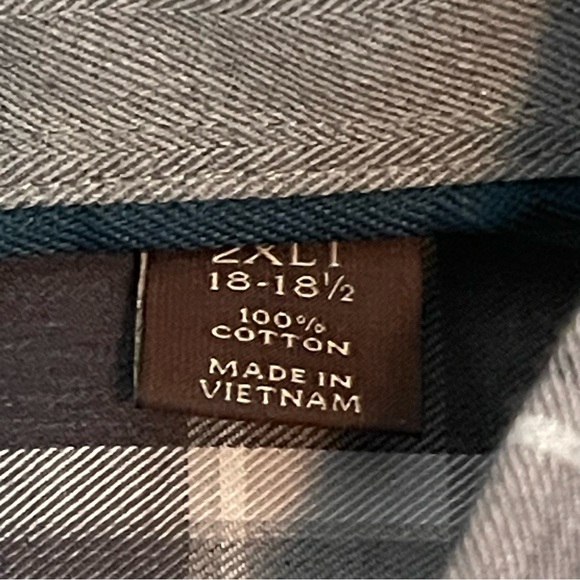 2XLT
18-18½
100%
COTTON
MADE IN
VIETNAM